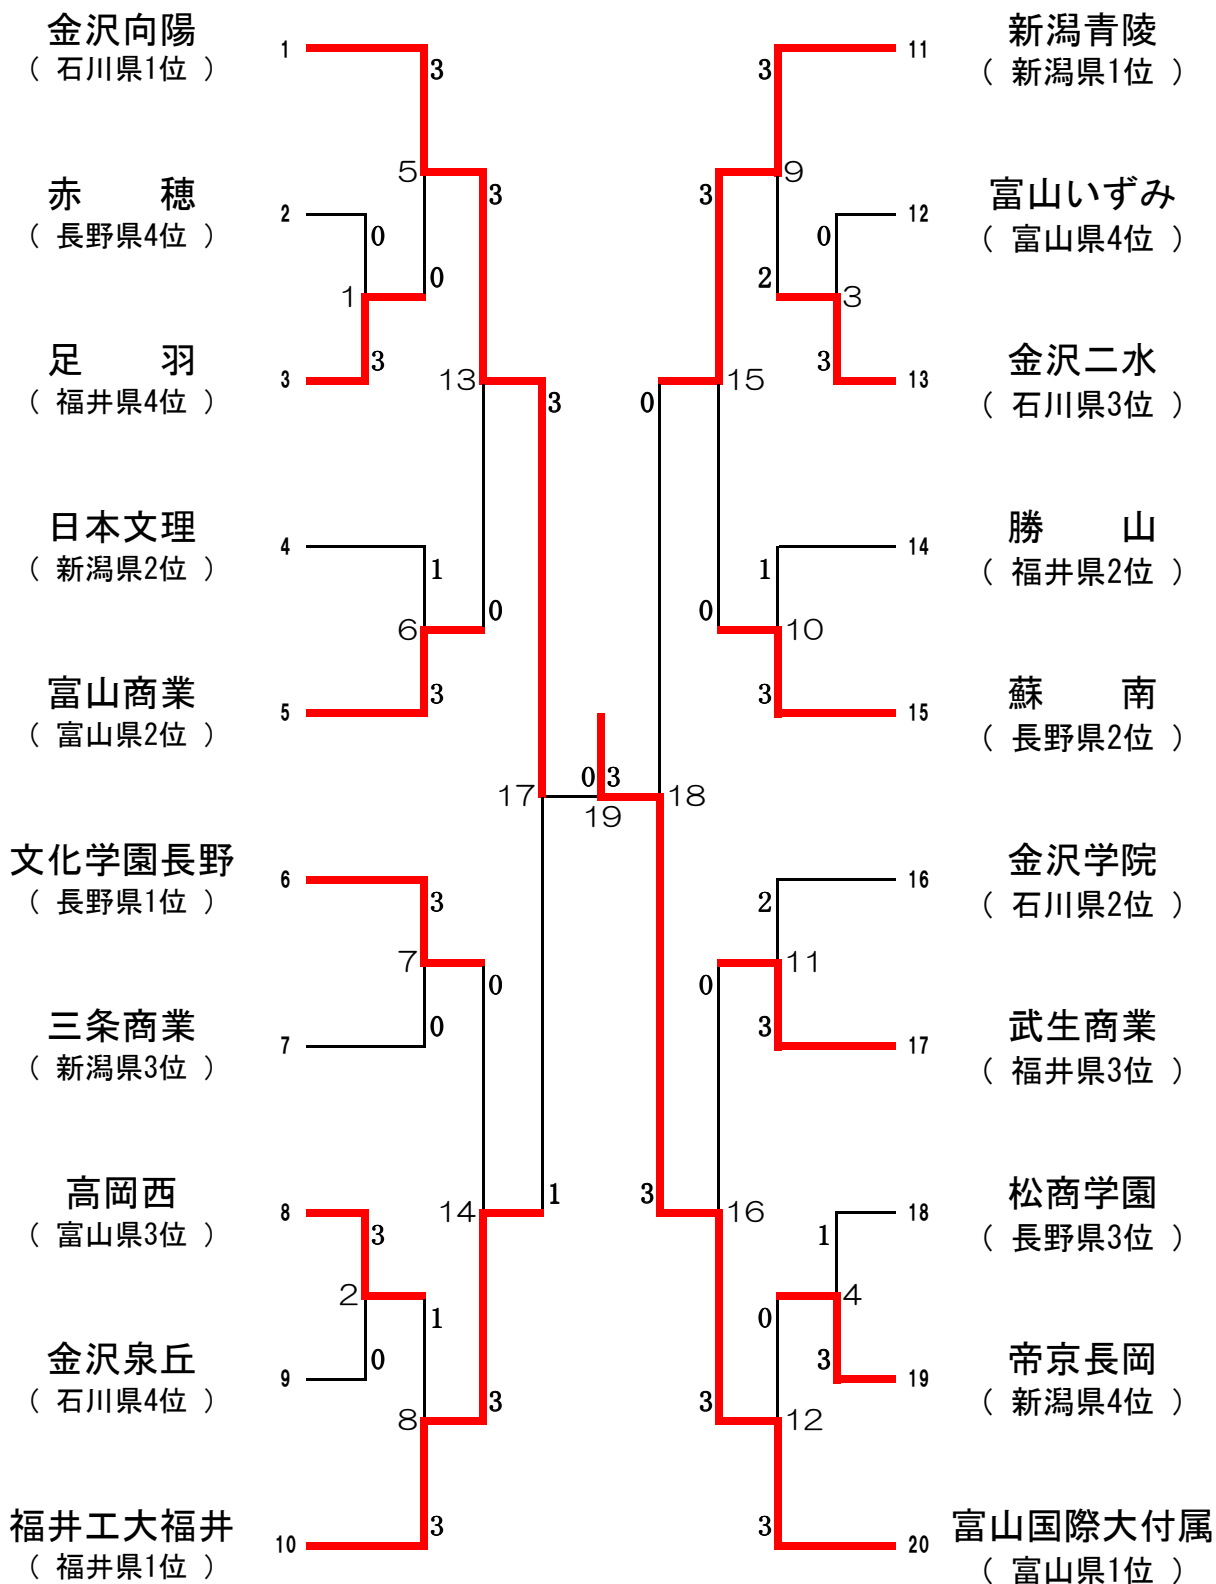 金沢向陽
（ 石川県1位 ）
1
3
5
3
赤　　穂
（ 長野県4位 ）
2
0
0
1
足　　羽
（ 福井県4位 ）
3
3
13
3
日本文理
（ 新潟県2位 ）
4
1
0
6
富山商業
（ 富山県2位 ）
5
3
17
0
3
19
18
文化学園長野
（ 長野県1位 ）
6
3
7
0
三条商業
（ 新潟県3位 ）
7
0
高岡西
（ 富山県3位 ）
8
3
14
1
2
1
金沢泉丘
（ 石川県4位 ）
9
0
8
3
福井工大福井
（ 福井県1位 ）
10
3
新潟青陵
（ 新潟県1位 ）
11
3
9
3
富山いずみ
（ 富山県4位 ）
12
0
2
3
金沢二水
（ 石川県3位 ）
13
3
15
0
勝　　山
（ 福井県2位 ）
14
1
0
10
蘇　　南
（ 長野県2位 ）
15
3
金沢学院
（ 石川県2位 ）
16
2
11
0
武生商業
（ 福井県3位 ）
17
3
松商学園
（ 長野県3位 ）
18
1
16
3
4
0
帝京長岡
（ 新潟県4位 ）
19
3
12
3
富山国際大付属
（ 富山県1位 ）
20
3